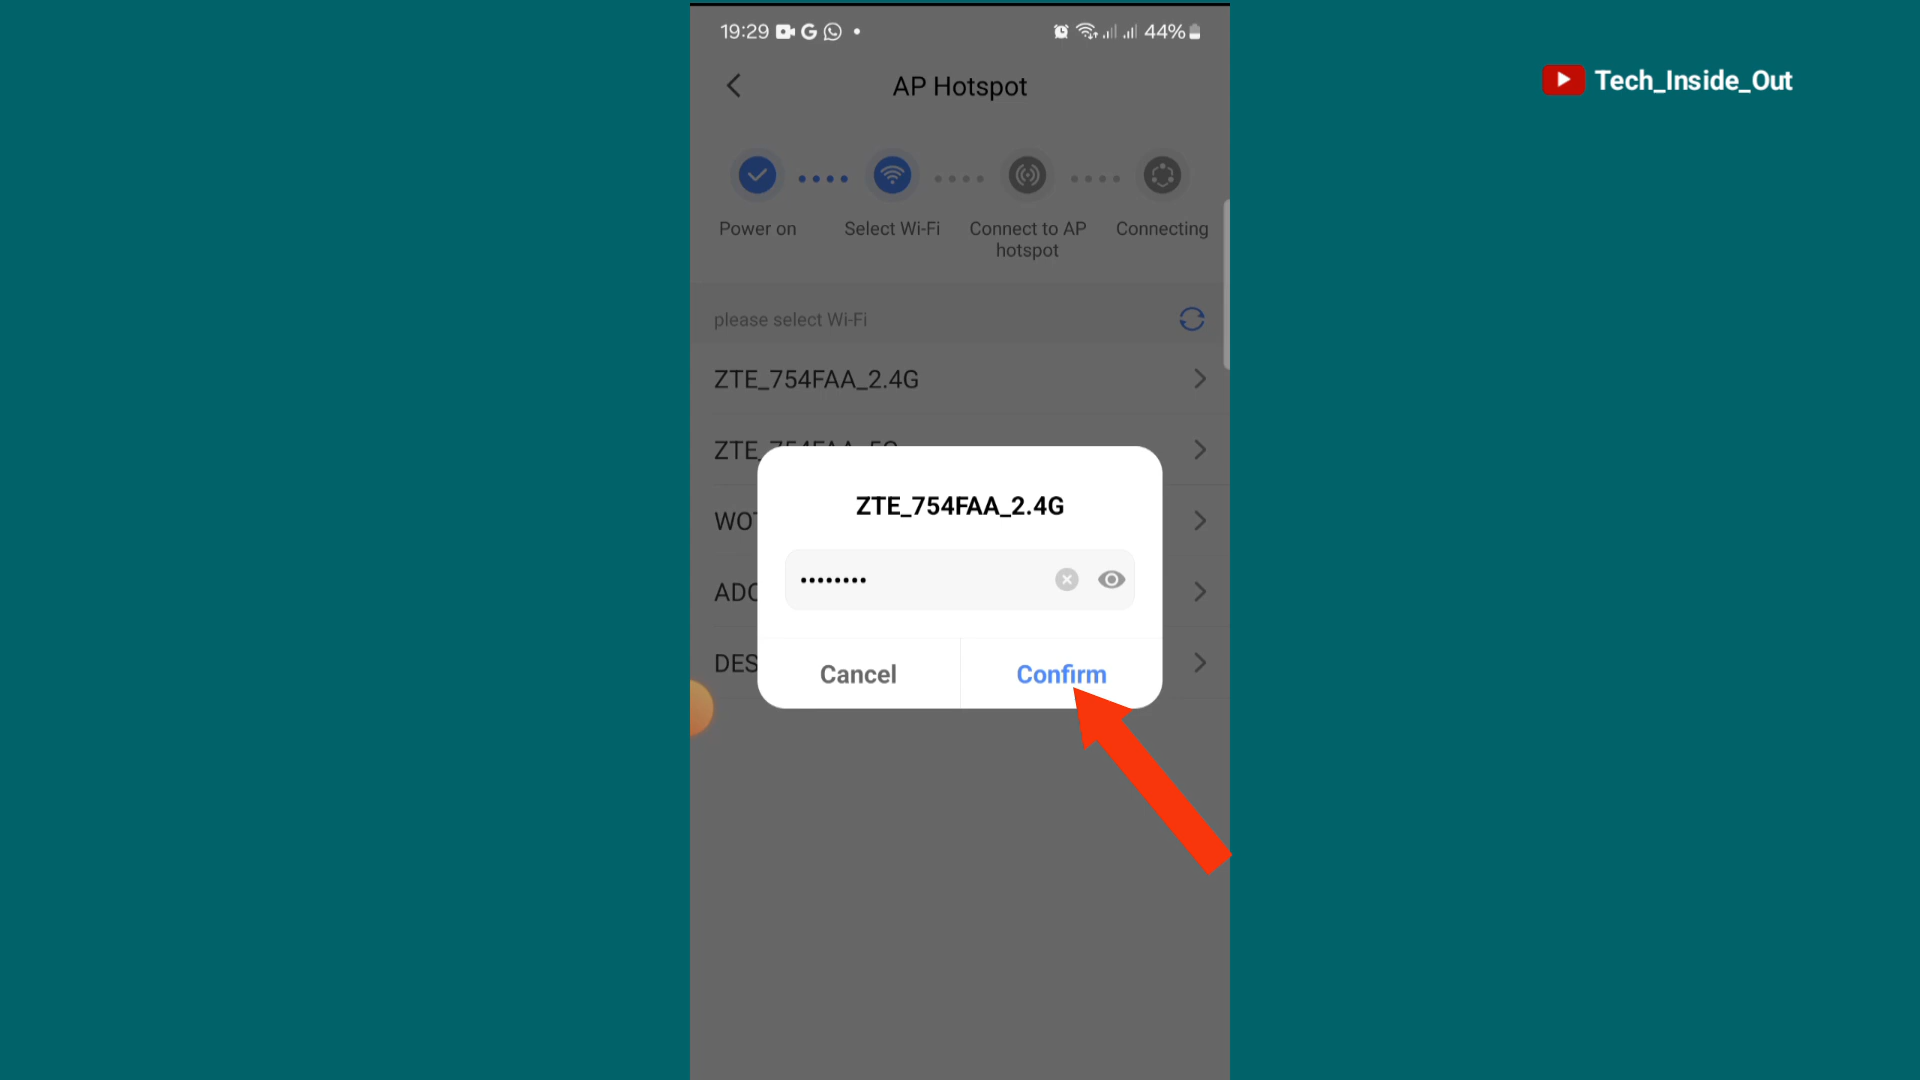 19:29
44%
Tech_Inside_Out
AP Hotspot
Power on
Select Wi-Fi
Connect to AP
hotspot
Connecting
please select Wi-Fi
ZTE_754FAA_2.4G
ZTE_754FAA_5G
ZTE_754FAA_2.4G
••••••••
Cancel
Confirm